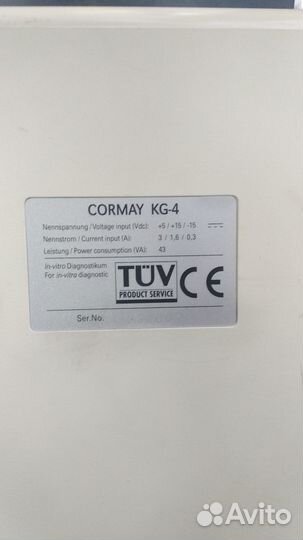 CORMAY KG-4
Nennspannung / Voltage input (Vdc): +5 / +15 / -15
Nennstrom / Current input (A): 3 / 1,6 / 0,3
Leistung / Power consumption (VA): 43
In-vitro Diagnostikum
For in-vitro diagnostic
TÜV
PRODUCT SERVICE
CE
Ser.No.
Avito